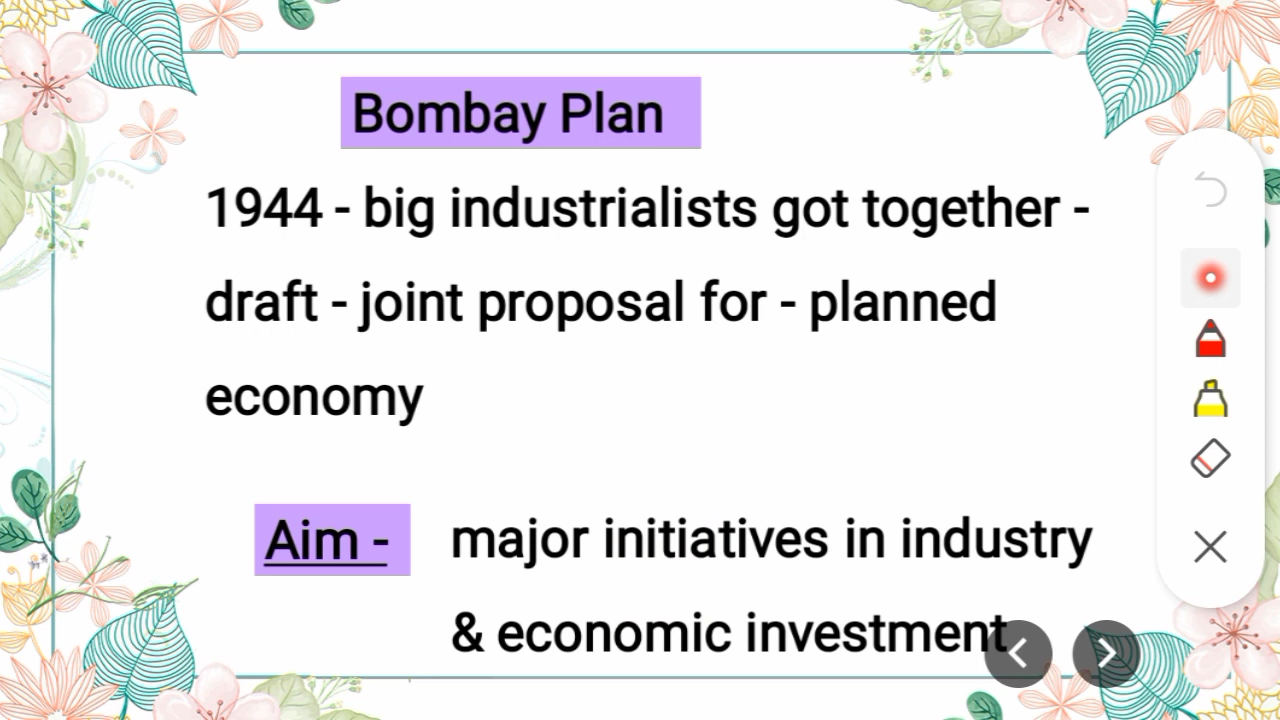 Bombay Plan
1944 - big industrialists got together -
draft - joint proposal for - planned
economy
Aim - major initiatives in industry
& economic investment